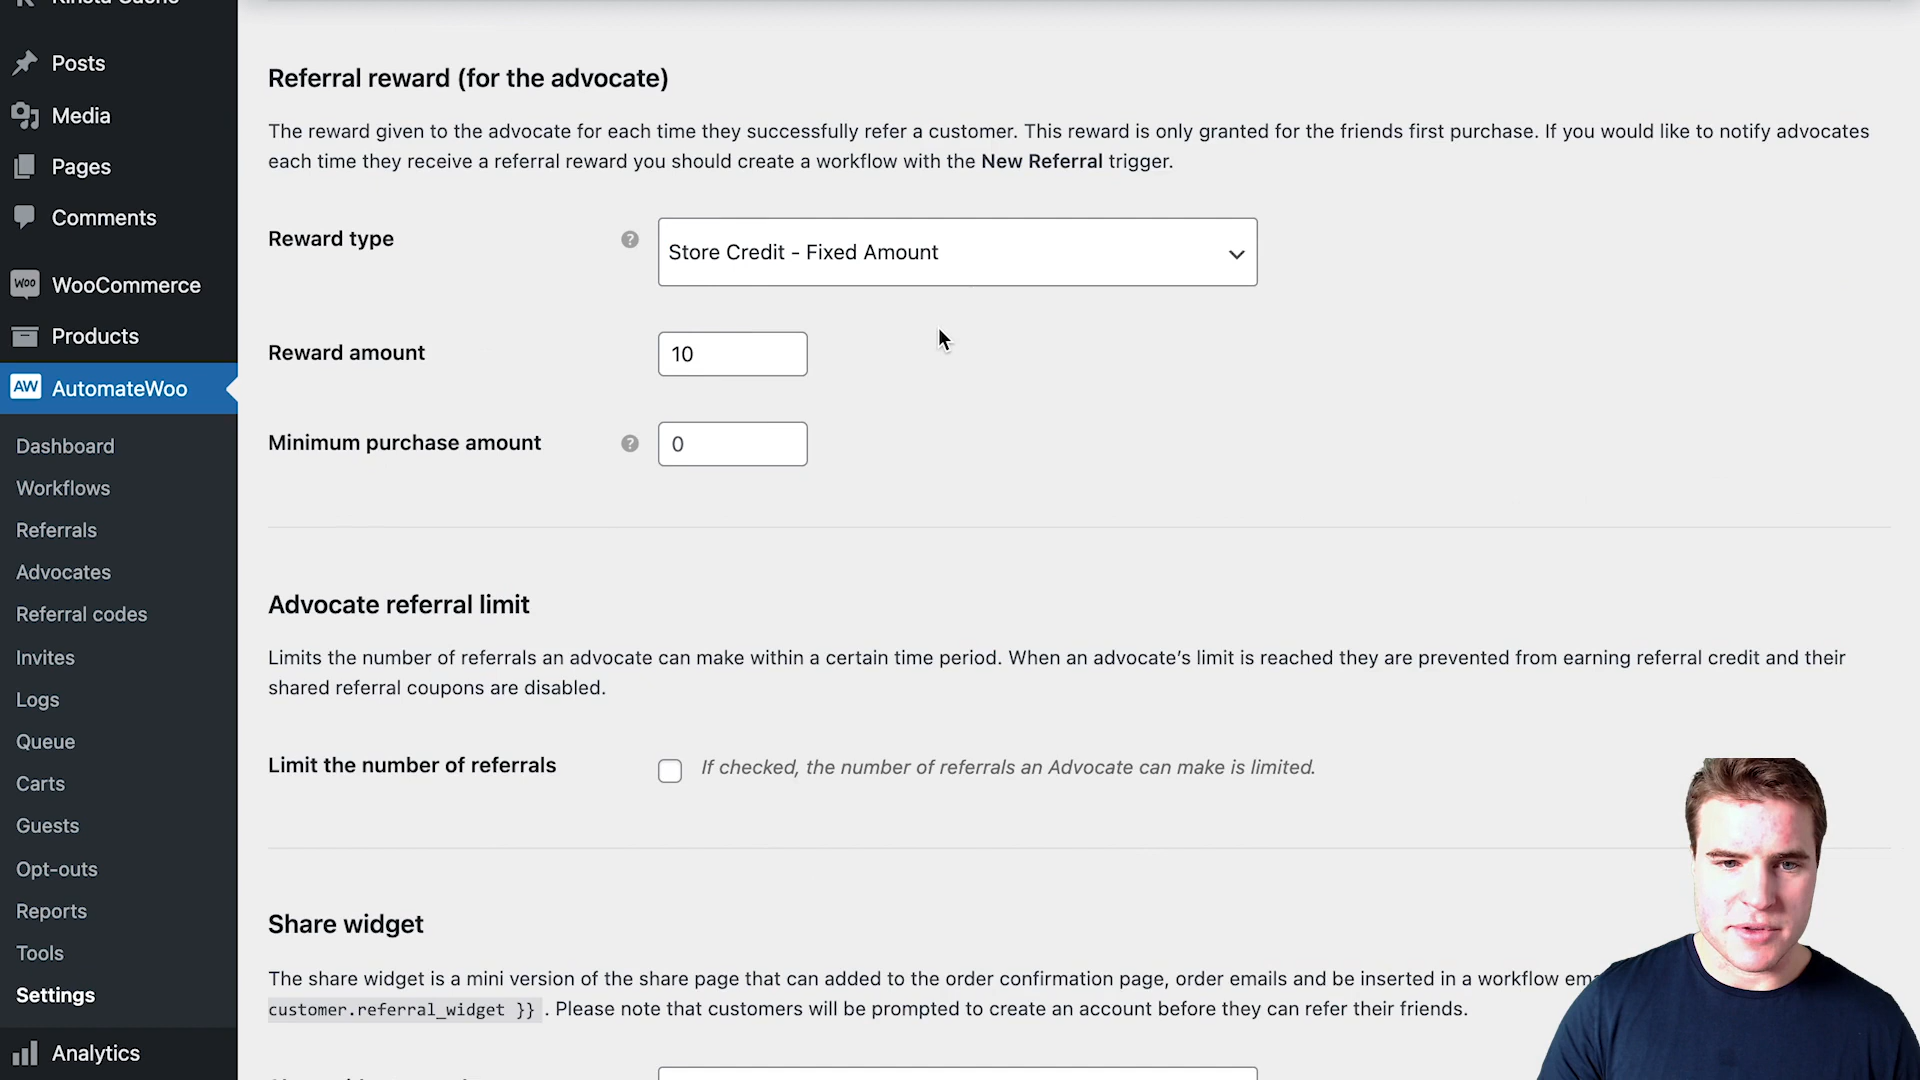 Posts
Media
Pages
Comments
WOO WooCommerce
Products
AW AutomateWoo
Dashboard
Workflows
Referrals
Advocates
Referral codes
Invites
Logs
Queue
Carts
Guests
Opt-outs
Reports
Tools
Settings
Analytics
Referral reward (for the advocate)
The reward given to the advocate for each time they successfully refer a customer. This reward is only granted for the friends first purchase. If you would like to notify advocates
each time they receive a referral reward you should create a workflow with the New Referral trigger.
Reward type ? Store Credit - Fixed Amount
Reward amount 10
Minimum purchase amount ? 0
Advocate referral limit
Limits the number of referrals an advocate can make within a certain time period. When an advocate's limit is reached they are prevented from earning referral credit and their
shared referral coupons are disabled.
Limit the number of referrals If checked, the number of referrals an Advocate can make is limited.
Share widget
The share widget is a mini version of the share page that can added to the order confirmation page, order emails and be inserted in a workflow
customer.referral_widget }} . Please note that customers will be prompted to create an account before they can refer their friends.